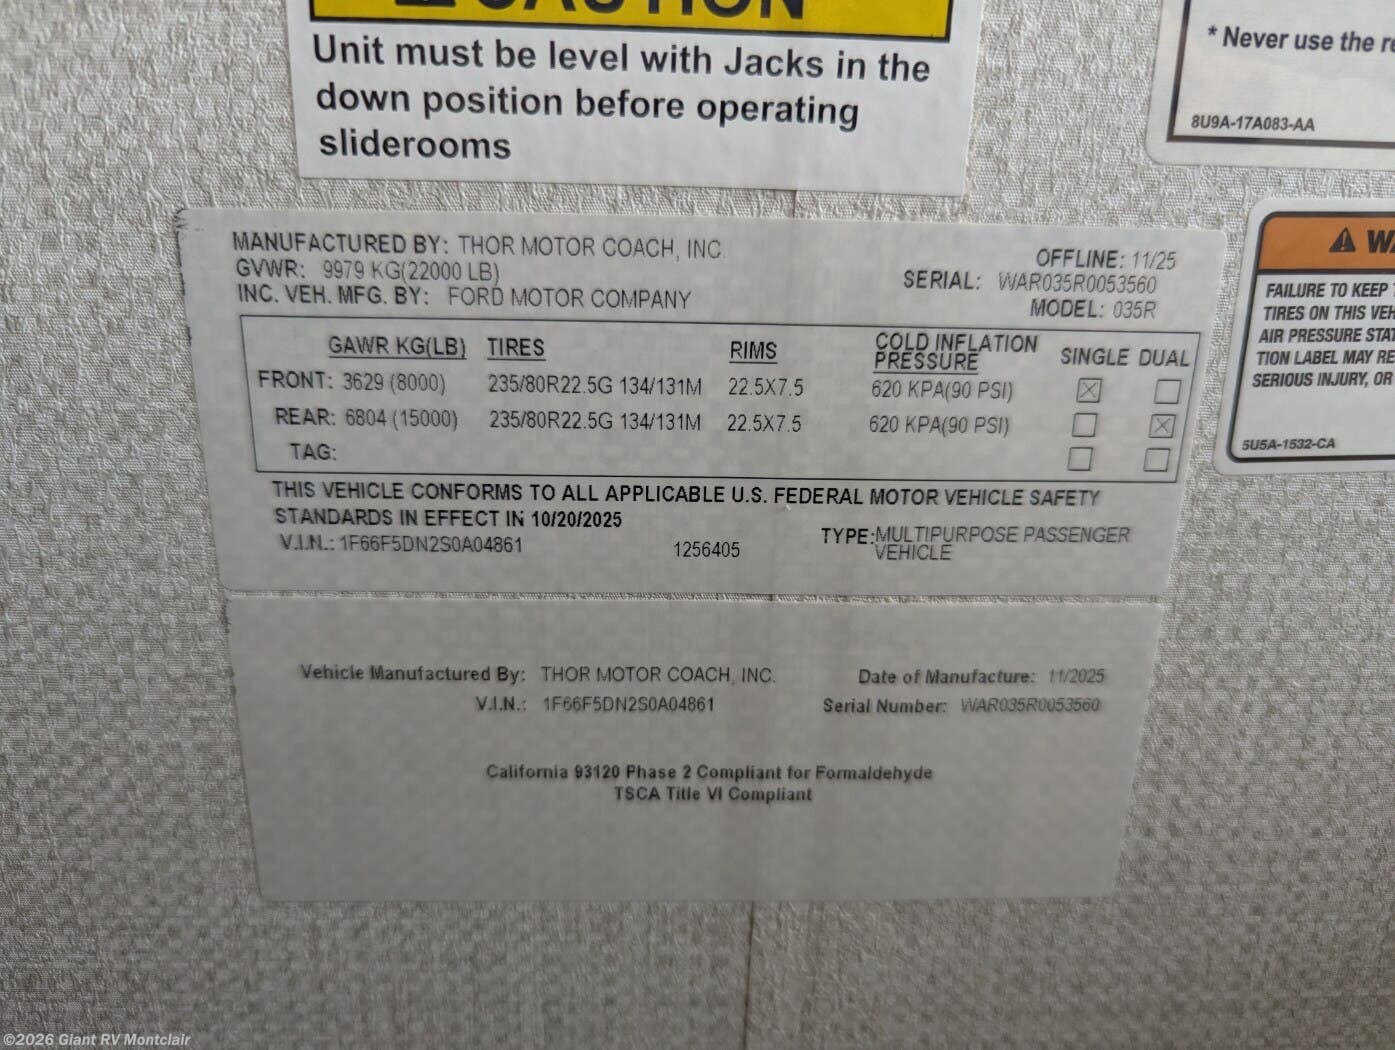 CAUTION
Unit must be level with Jacks in the
down position before operating
sliderooms
* Never use the
8U9A-17A083-AA
MANUFACTURED BY: THOR MOTOR COACH, INC.
GVWR: 9979 KG(22000 LB)
INC. VEH. MFG. BY: FORD MOTOR COMPANY
OFFLINE: 11/25
SERIAL: WAR035R0053560
MODEL: 035R
GAWR KG(LB) TIRES RIMS COLD INFLATION PRESSURE SINGLE DUAL
FRONT: 3629 (8000) 235/80R22.5G 134/131M 22.5X7.5 620 KPA(90 PSI)
REAR: 6804 (15000) 235/80R22.5G 134/131M 22.5X7.5 620 KPA(90 PSI)
TAG:
THIS VEHICLE CONFORMS TO ALL APPLICABLE U.S. FEDERAL MOTOR VEHICLE SAFETY
STANDARDS IN EFFECT IN 10/20/2025
V.I.N.: 1F66F5DN2S0A04861 1256405 TYPE: MULTIPURPOSE PASSENGER
VEHICLE
FAILURE TO KEEP
TIRES ON THIS VEH
AIR PRESSURE STAT
TION LABEL MAY RE
SERIOUS INJURY, OR
5U5A-1532-CA
Vehicle Manufactured By: THOR MOTOR COACH, INC. Date of Manufacture: 11/2025
V.I.N.: 1F66F5DN2S0A04861 Serial Number: WAR035R0053560
California 93120 Phase 2 Compliant for Formaldehyde
TSCA Title VI Compliant
©2026 Giant RV Montclair